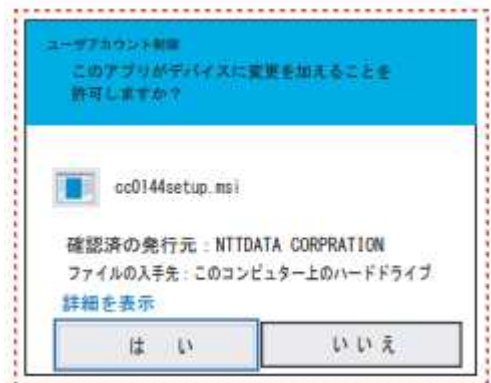 ユーザアカウント制御
このアプリがデバイスに変更を加えることを
許可しますか？
cc0144setup.msi
確認済の発行元：NTTDATA CORPRATION
ファイルの入手先：このコンピュター上のハードドライブ
詳細を表示
は い
いいえ